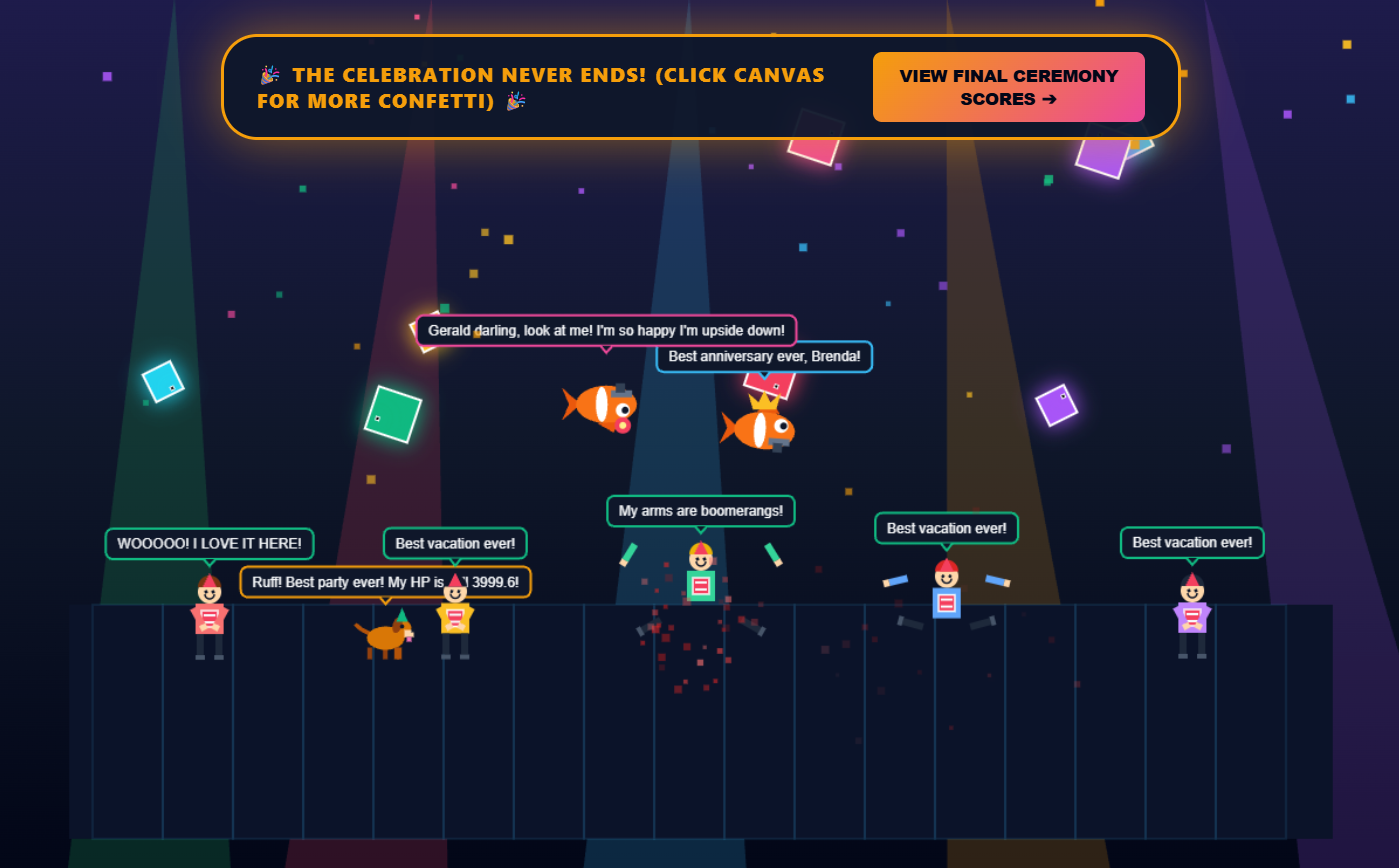 🎉 THE CELEBRATION NEVER ENDS! (CLICK CANVAS
FOR MORE CONFETTI) 🎉
VIEW FINAL CEREMONY
SCORES ➔
Gerald darling, look at me! I'm so happy I'm upside down!
Best anniversary ever, Brenda!
My arms are boomerangs!
Best vacation ever!
WOOOOO! I LOVE IT HERE!
Best vacation ever!
Best vacation ever!
Ruff! Best party ever! My HP is 3999.6!